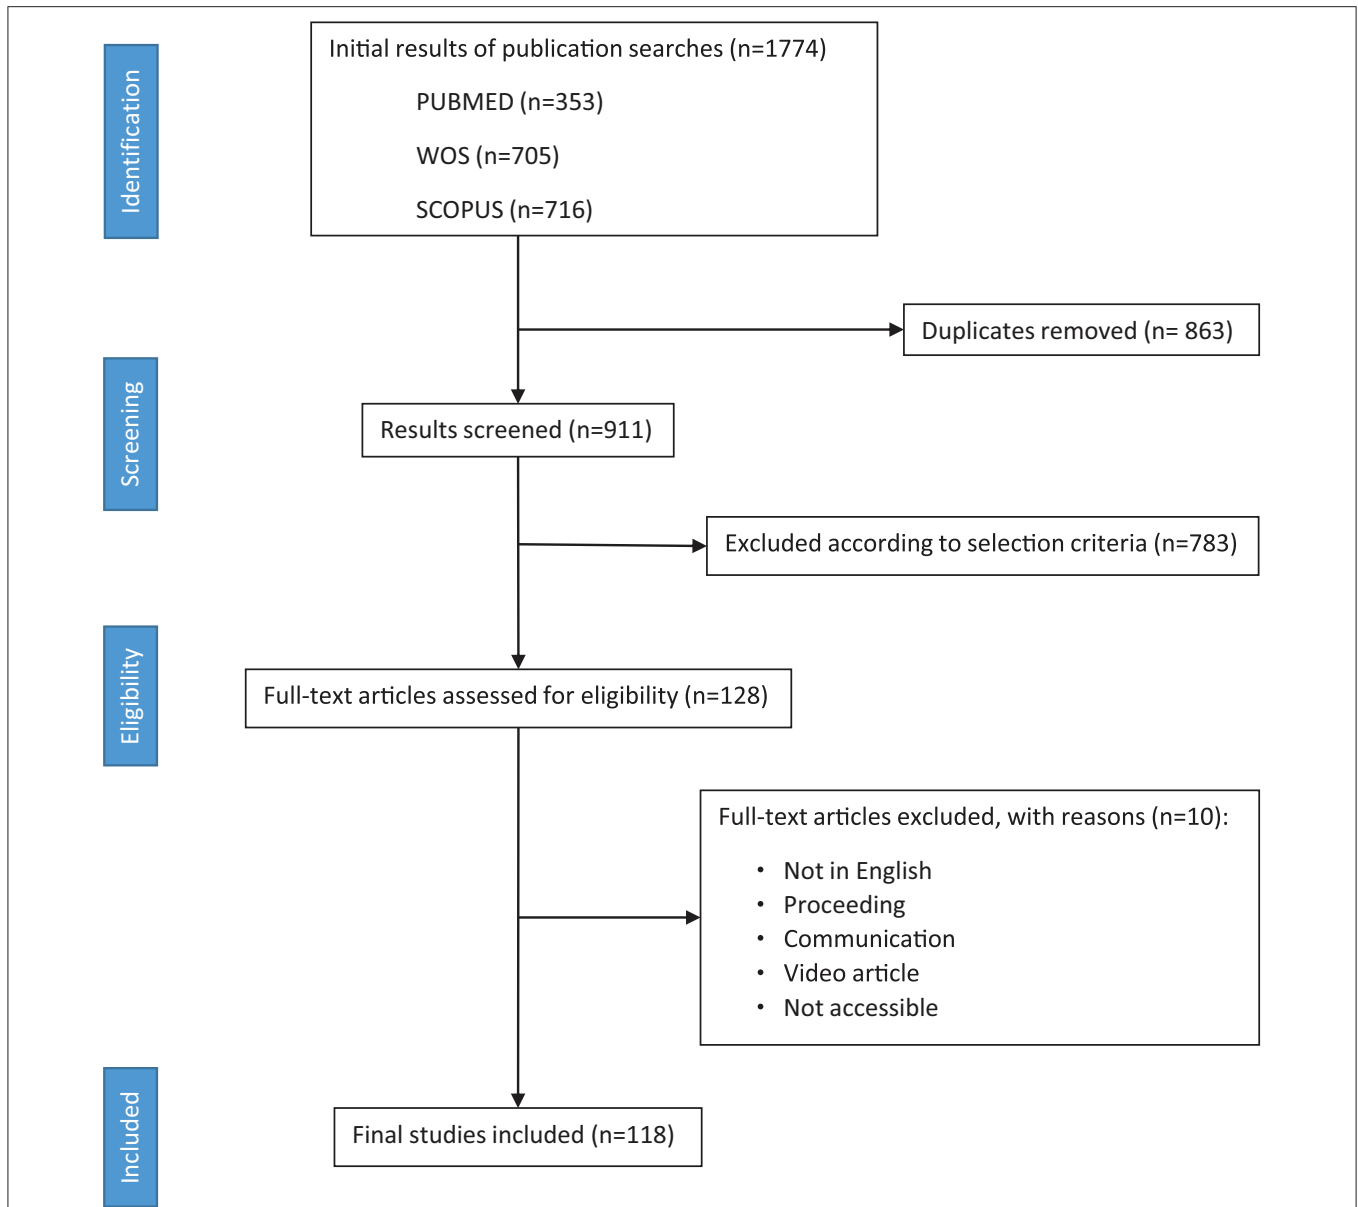 Identification
Initial results of publication searches (n=1774)
PUBMED (n=353)
WOS (n=705)
SCOPUS (n=716)
Duplicates removed (n= 863)
Screening
Results screened (n=911)
Excluded according to selection criteria (n=783)
Eligibility
Full-text articles assessed for eligibility (n=128)
Full-text articles excluded, with reasons (n=10):
• Not in English
• Proceeding
• Communication
• Video article
• Not accessible
Included
Final studies included (n=118)